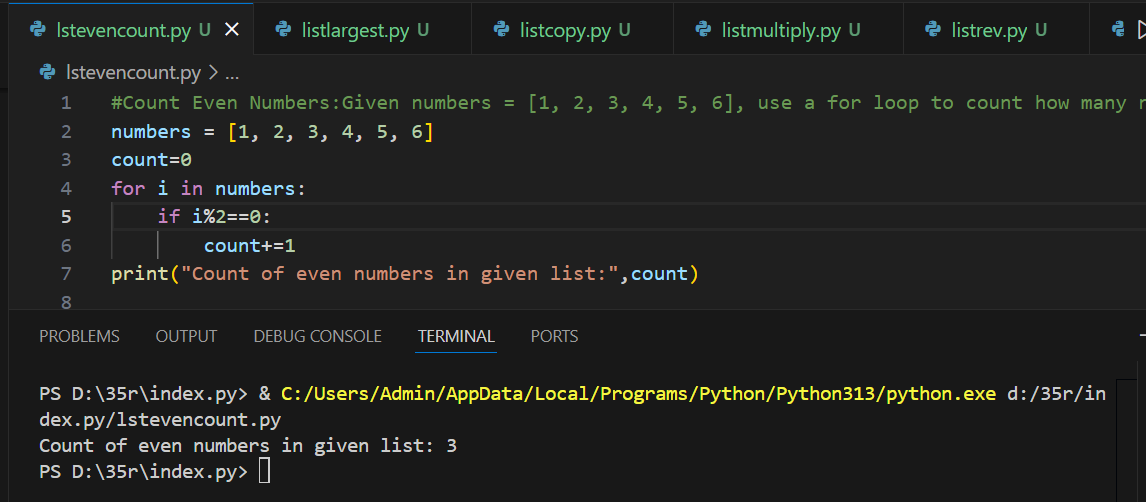 lstevencount.py U listlargest.py U listcopy.py U listmultiply.py U listrev.py U
lstevencount.py > ...
1 #Count Even Numbers:Given numbers = [1, 2, 3, 4, 5, 6], use a for loop to count how many
2 numbers = [1, 2, 3, 4, 5, 6]
3 count=0
4 for i in numbers:
5 if i%2==0:
6 count+=1
7 print("Count of even numbers in given list:",count)
8
PROBLEMS OUTPUT DEBUG CONSOLE TERMINAL PORTS
PS D:\35r\index.py> & C:/Users/Admin/AppData/Local/Programs/Python/Python313/python.exe d:/35r/in
dex.py/lstevencount.py
Count of even numbers in given list: 3
PS D:\35r\index.py>